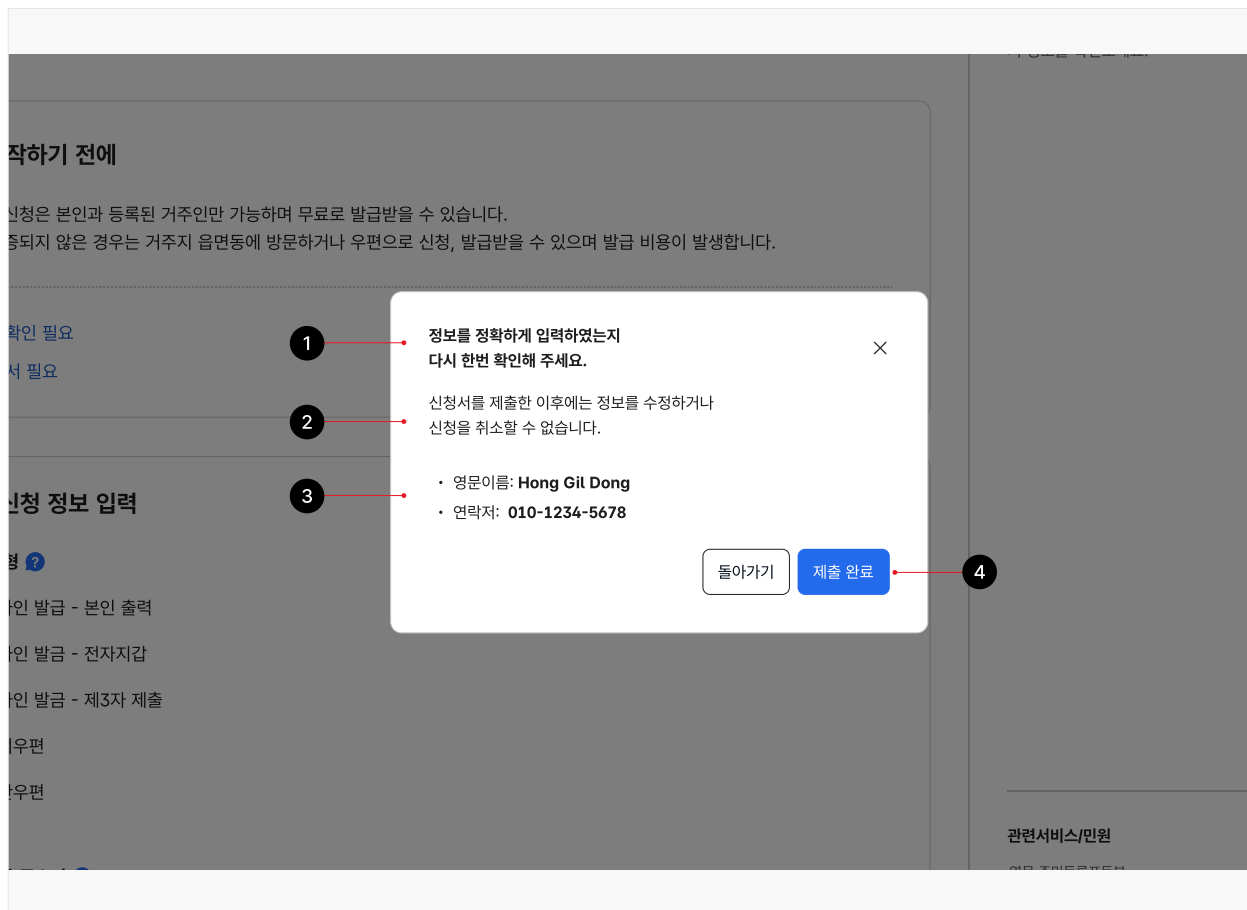 작하기 전에
신청은 본인과 등록된 거주인만 가능하며 무료로 발급받을 수 있습니다.
증되지 않은 경우는 거주지 읍면동에 방문하거나 우편으로 신청, 발급받을 수 있으며 발급 비용이 발생합니다.
확인 필요
서 필요
1
정보를 정확하게 입력하였는지
다시 한번 확인해 주세요.
2
신청서를 제출한 이후에는 정보를 수정하거나
신청을 취소할 수 없습니다.
3
• 영문이름: Hong Gil Dong
• 연락저: 010-1234-5678
돌아가기
제출 완료
4
신청 정보 입력
형 ?
인 발급 - 본인 출력
인 발금 - 전자지갑
인 발금 - 제3자 제출
우편
우편
관련서비스/민원